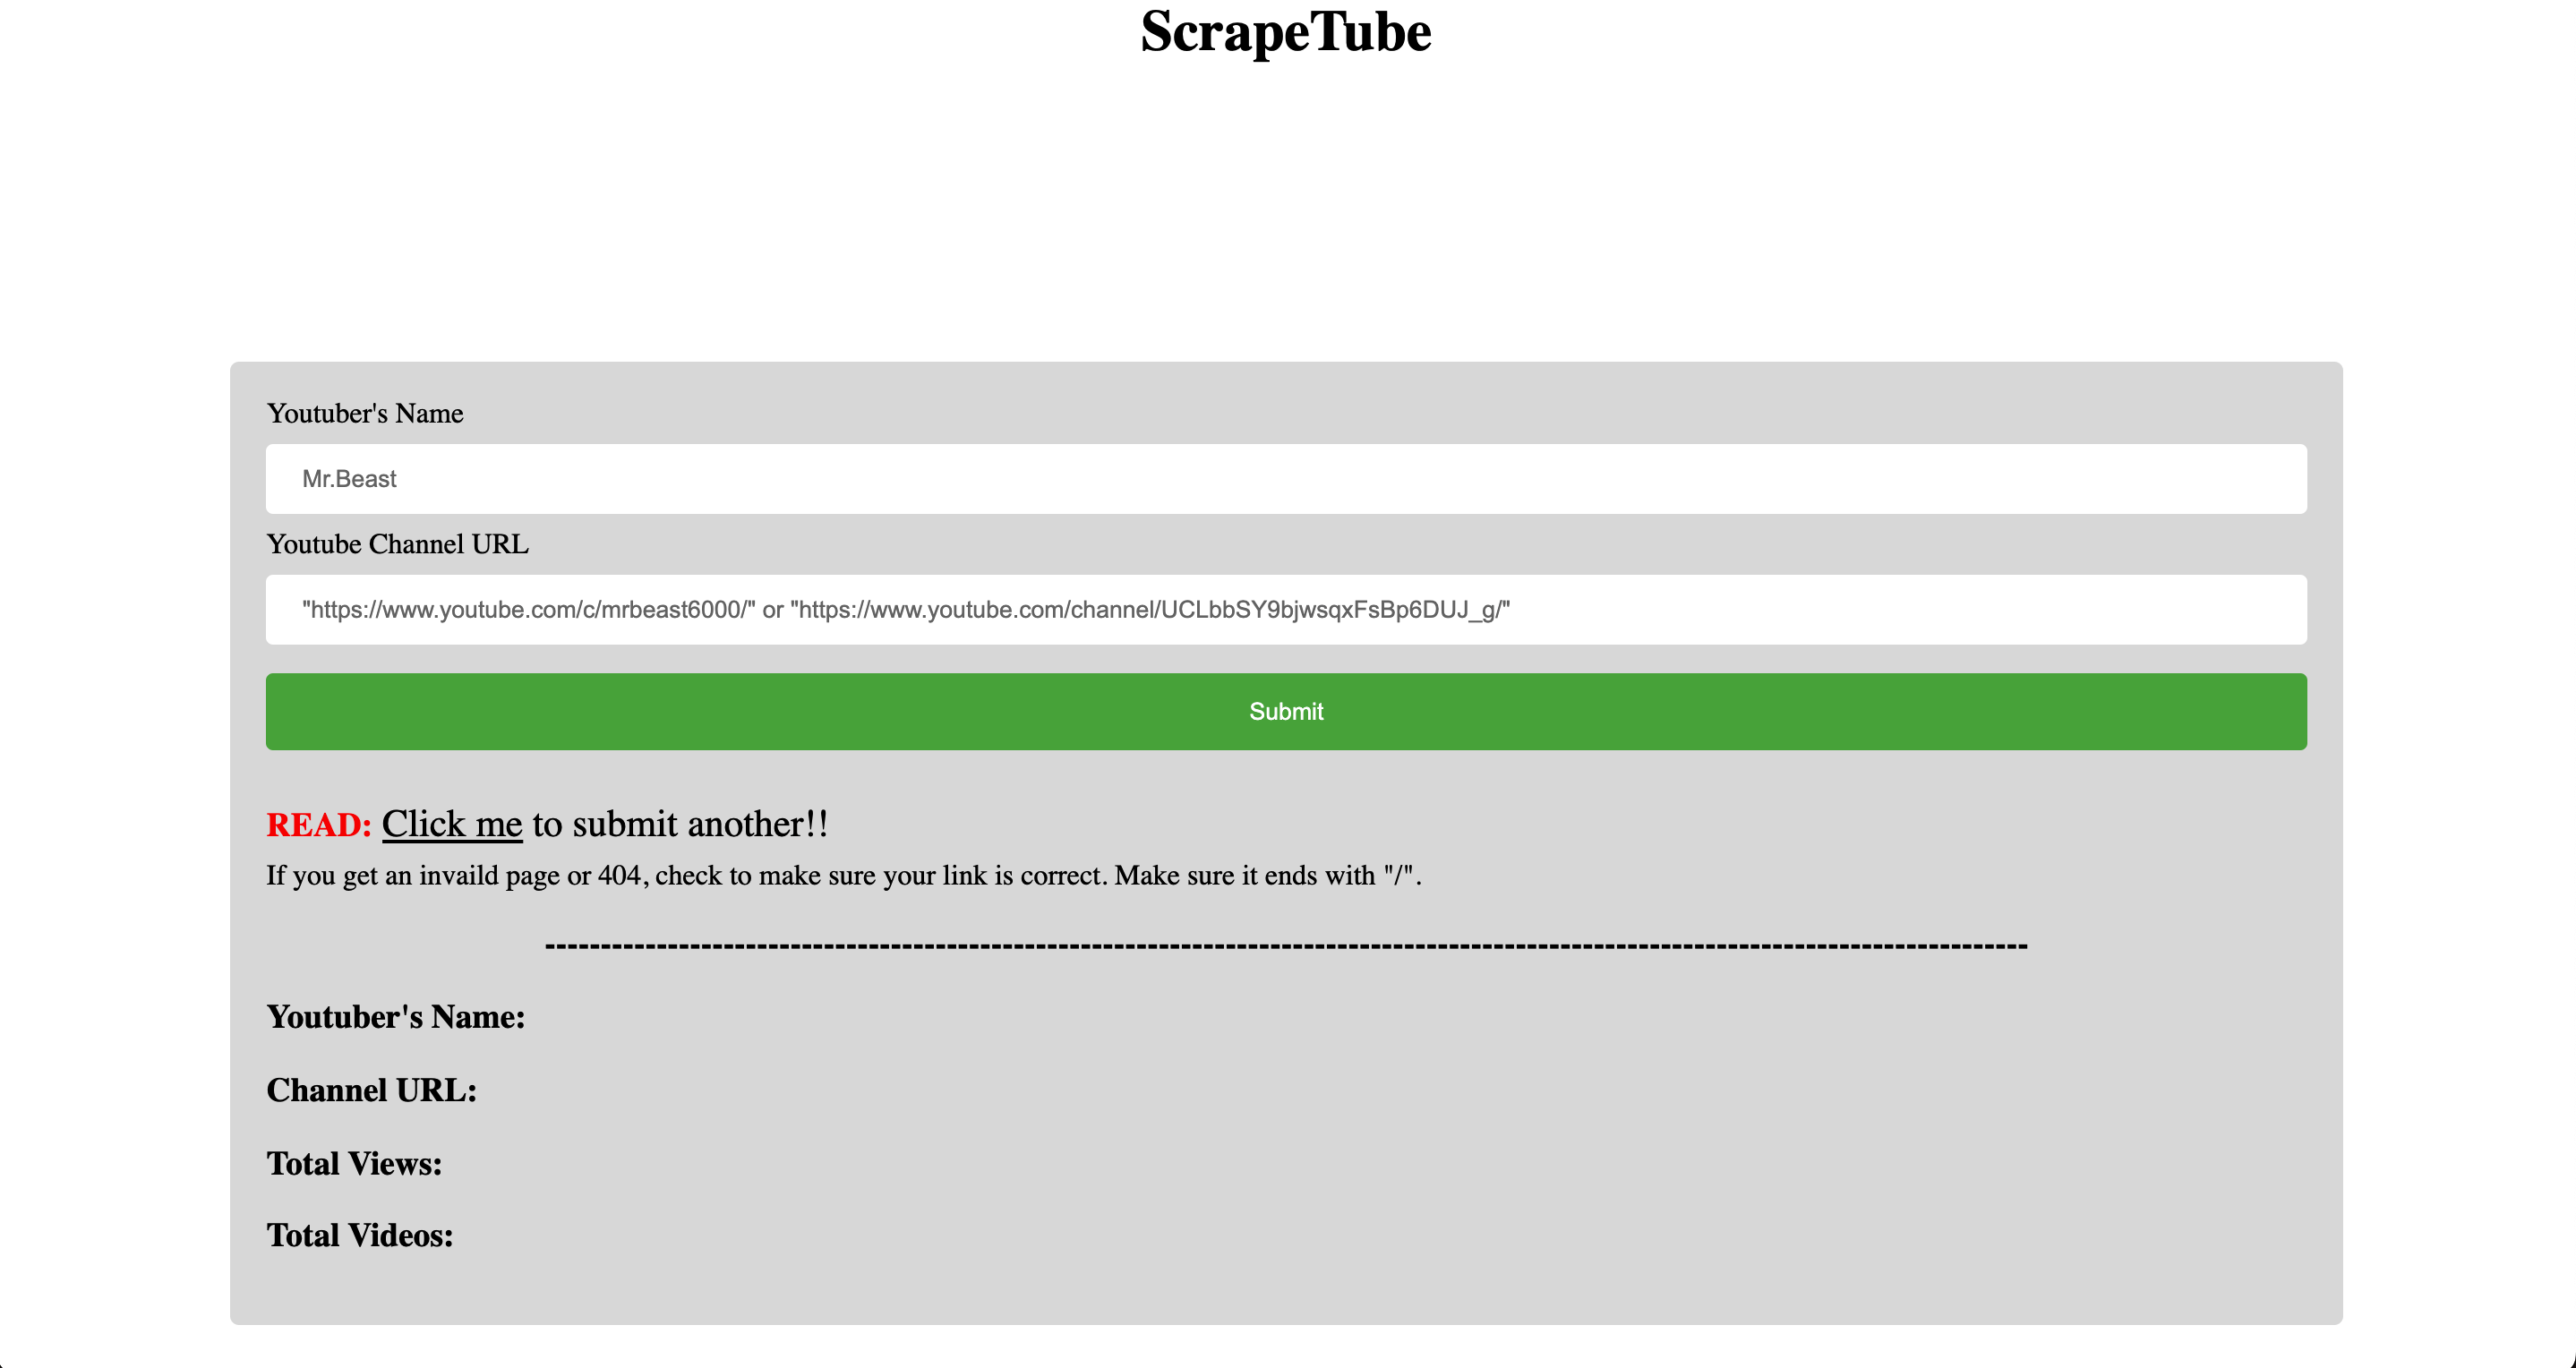 ScrapeTube
Youtuber's Name
Mr.Beast
Youtube Channel URL
"https://www.youtube.com/c/mrbeast6000/" or "https://www.youtube.com/channel/UCLbbSY9bjwsqxFsBp6DUJ_g/"
Submit
READ: Click me to submit another!!
If you get an invaild page or 404, check to make sure your link is correct. Make sure it ends with "/".
-------------------------------------------------------------------------------------------------------------------------------------
Youtuber's Name:
Channel URL:
Total Views:
Total Videos: